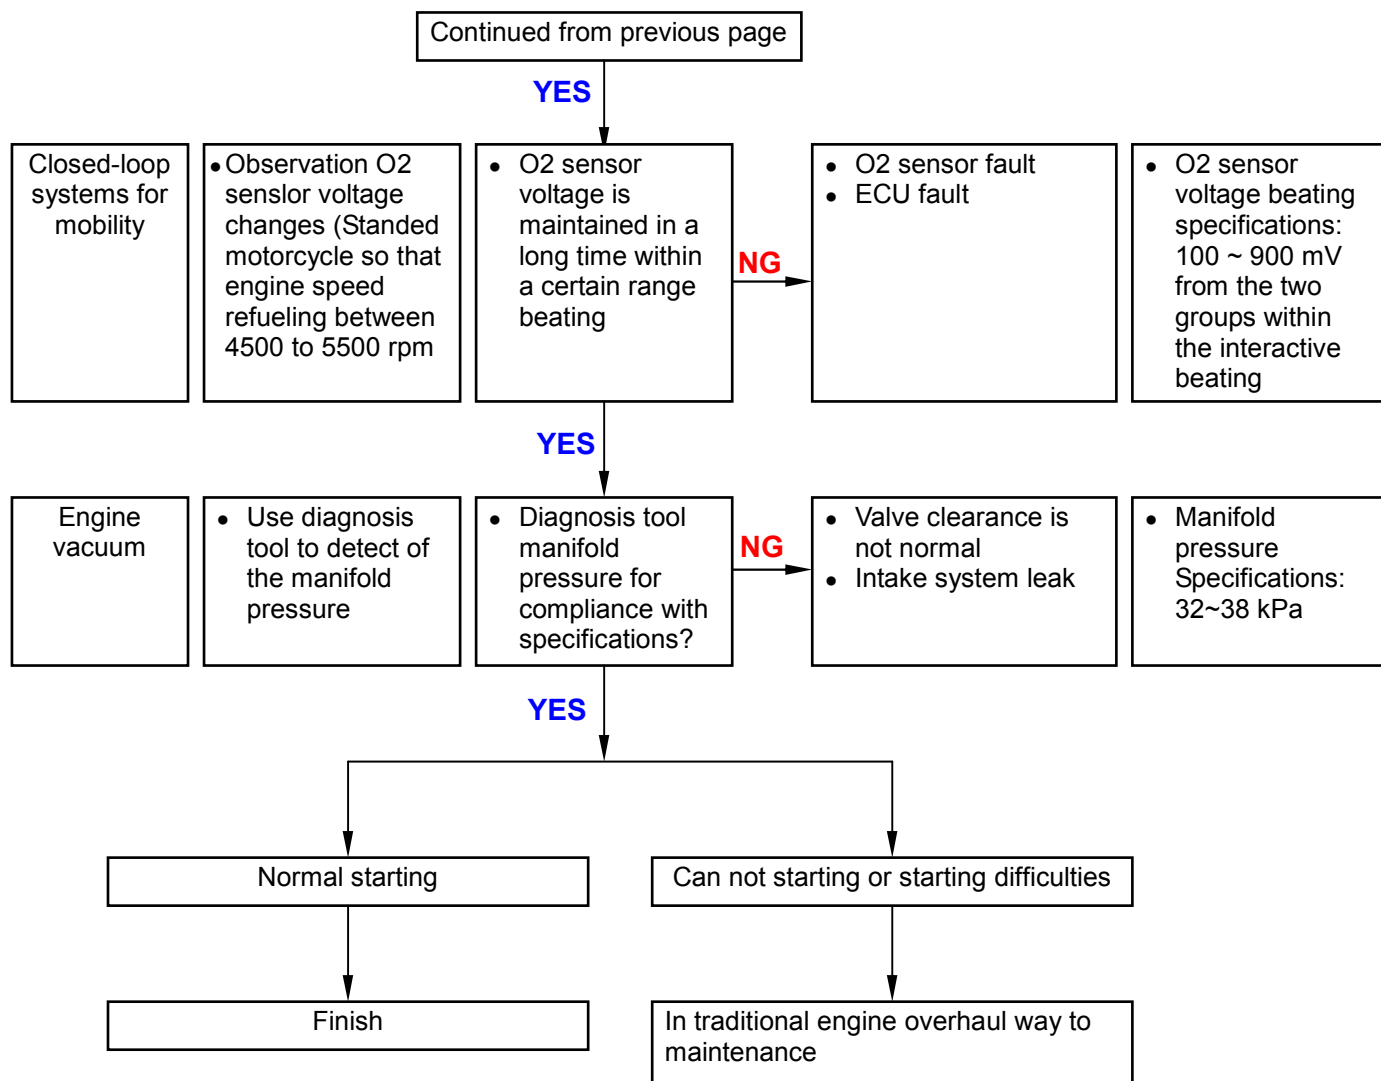 Continued from previous page
YES
Closed-loop
systems for
mobility
● Observation O2
senslor voltage
changes (Standed
motorcycle so that
engine speed
refueling between
4500 to 5500 rpm
● O2 sensor
voltage is
maintained in a
long time within
a certain range
beating
NG
● O2 sensor fault
● ECU fault
● O2 sensor
voltage beating
specifications:
100 ~ 900 mV
from the two
groups within
the interactive
beating
YES
Engine
vacuum
● Use diagnosis
tool to detect of
the manifold
pressure
● Diagnosis tool
manifold
pressure for
compliance with
specifications?
NG
● Valve clearance is
not normal
● Intake system leak
● Manifold
pressure
Specifications:
32~38 kPa
YES
Normal starting
Can not starting or starting difficulties
Finish
In traditional engine overhaul way to
maintenance